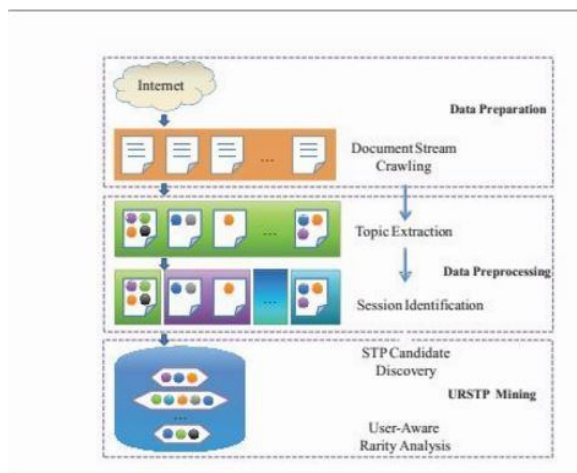 Internet
Data Preparation
Document Stream
Crawling
...
Topic Extraction
...
Data Preprocessing
Session Identification
...
STP Candidate
Discovery
URSTP Mining
...
User-Aware
Rarity Analysis